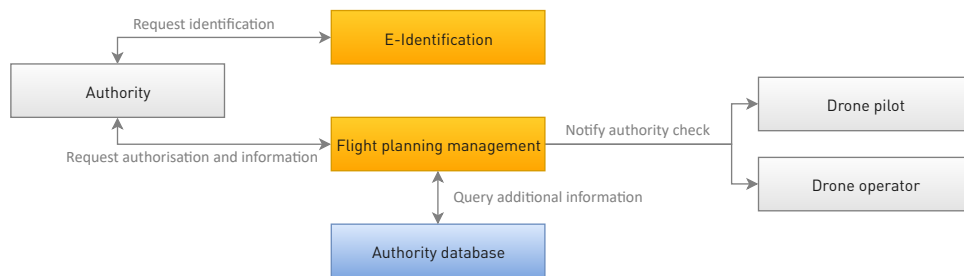 Request identification
E-Identification
Authority
Drone pilot
Notify authority check
Flight planning management
Request authorisation and information
Drone operator
Query additional information
Authority database